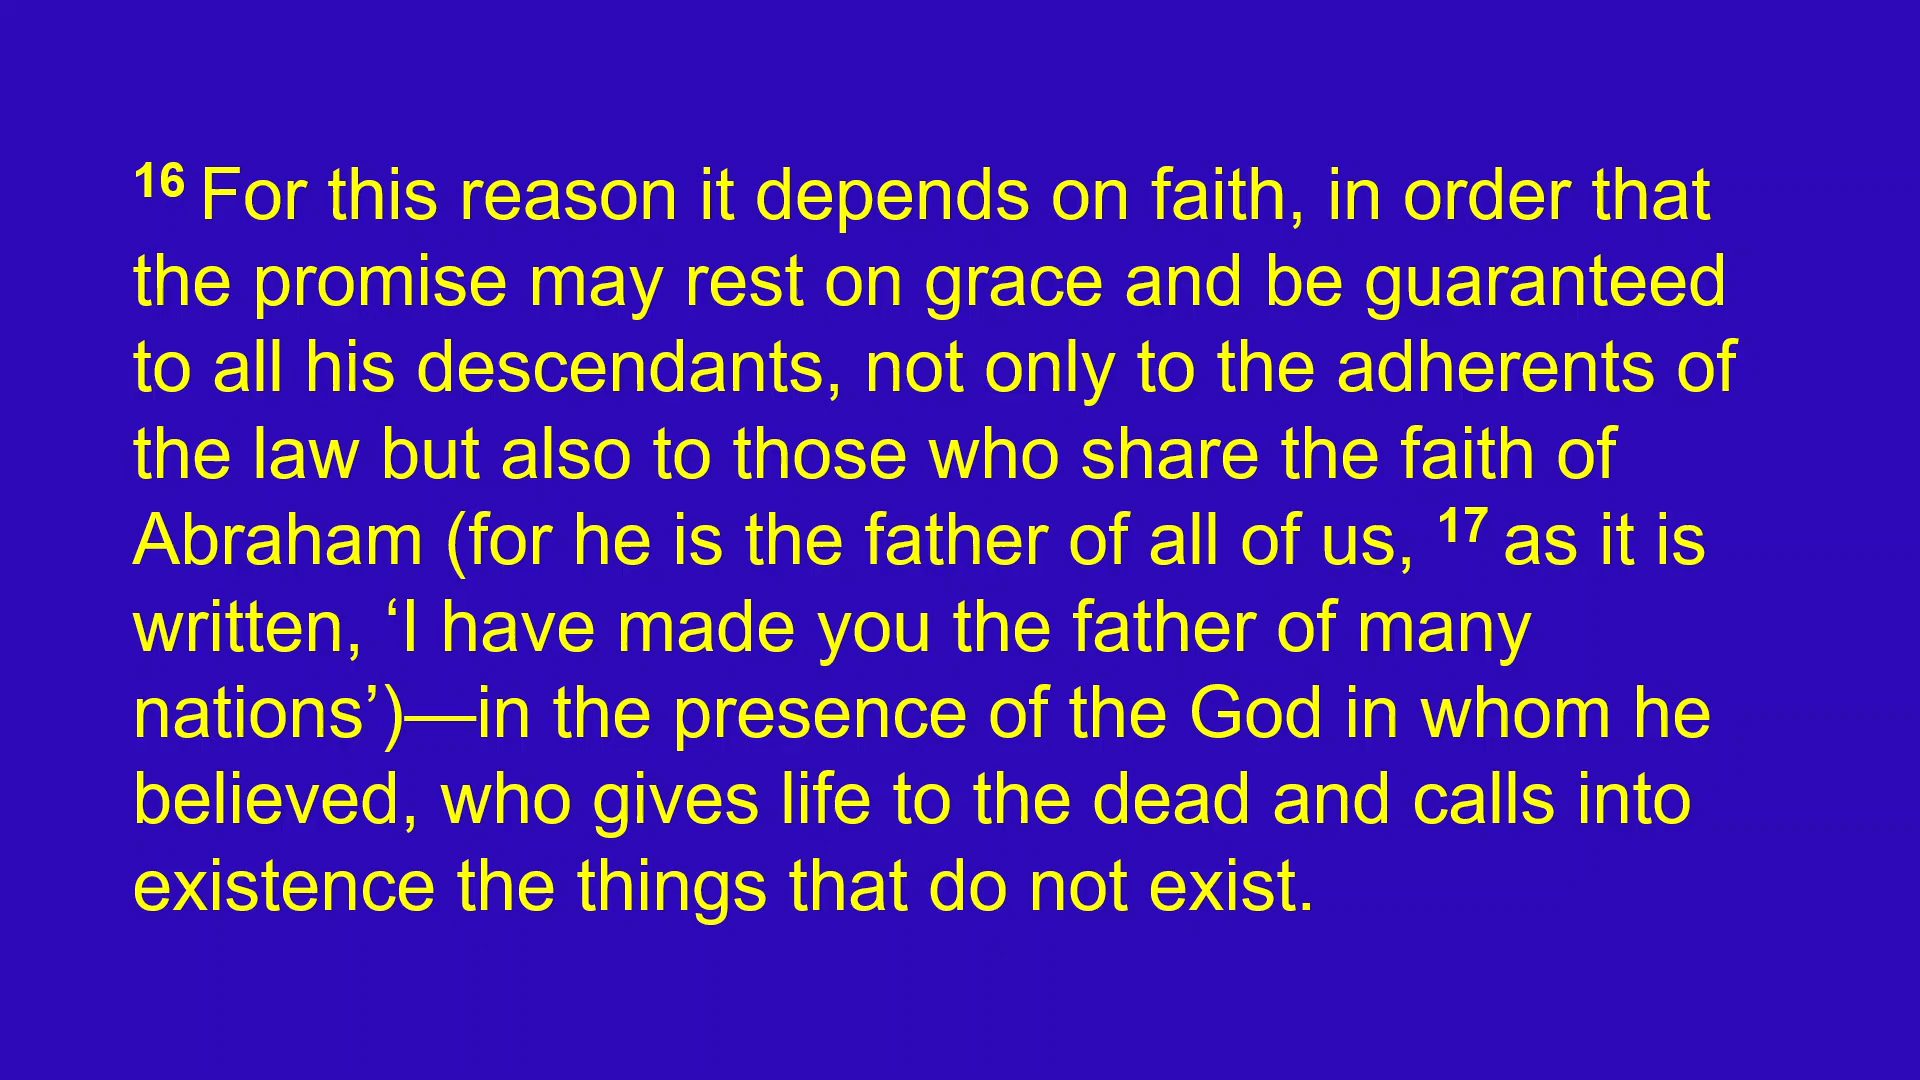 16 For this reason it depends on faith, in order that
the promise may rest on grace and be guaranteed
to all his descendants, not only to the adherents of
the law but also to those who share the faith of
Abraham (for he is the father of all of us, 17 as it is
written, ‘I have made you the father of many
nations’)—in the presence of the God in whom he
believed, who gives life to the dead and calls into
existence the things that do not exist.